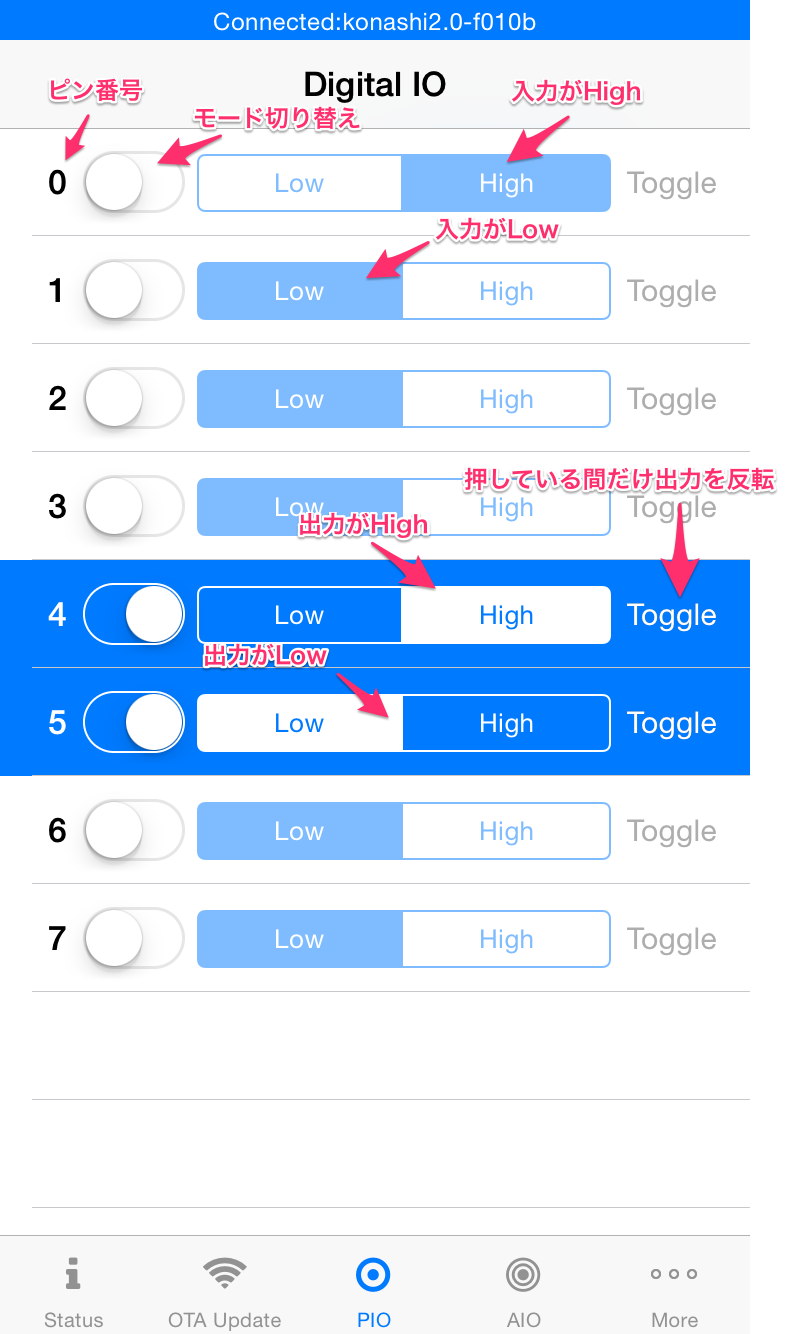 Connected:konashi2.0-f010b
Digital IO
ピン番号
モード切り替え
入力がHigh
0 Low High Toggle
入力がLow
1 Low High Toggle
2 Low High Toggle
押している間だけ出力を反転
3 Low High Toggle
出力がHigh
4 Low High Toggle
出力がLow
5 Low High Toggle
6 Low High Toggle
7 Low High Toggle
Status OTA Update PIO AIO More